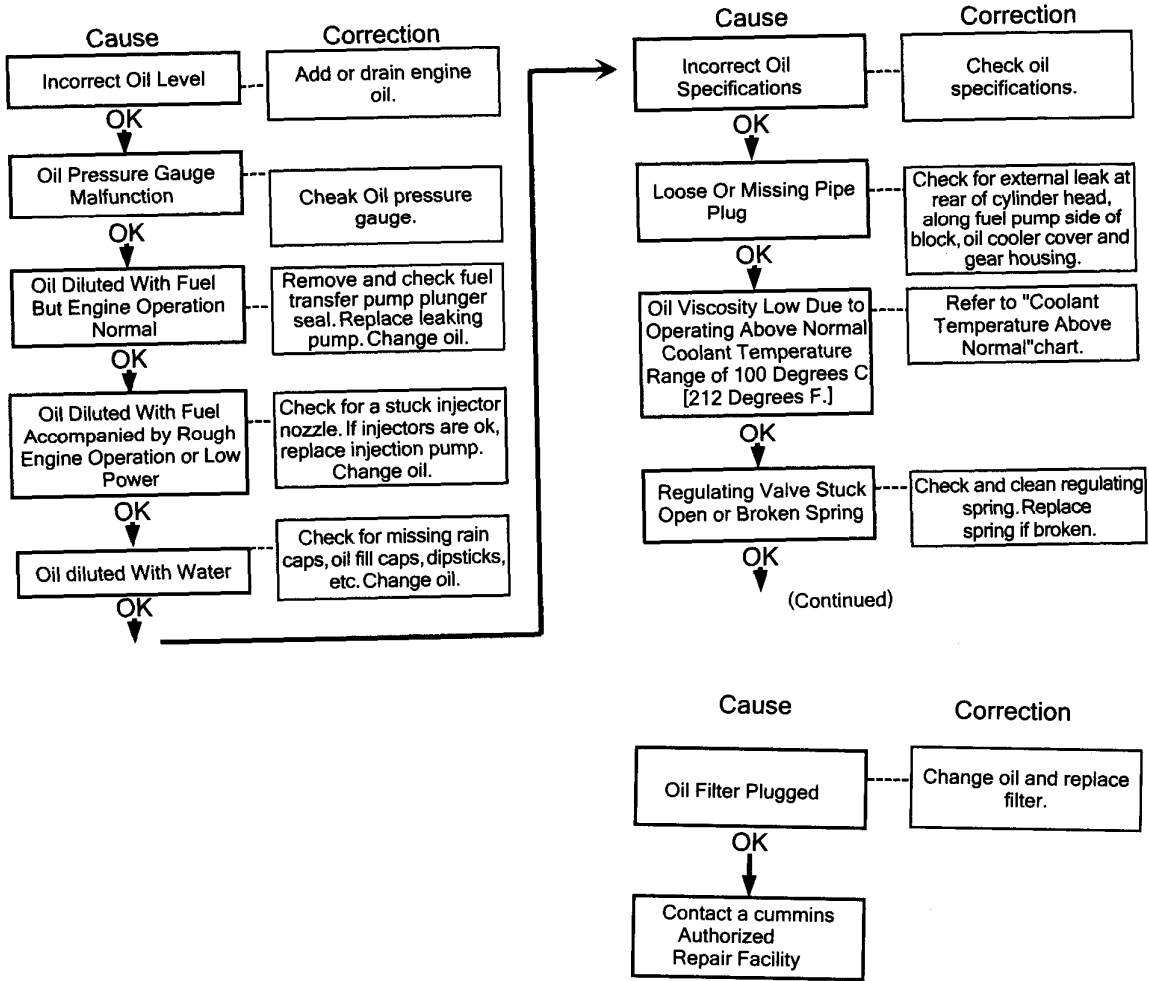 Cause
Correction
Incorrect Oil Level
Add or drain engine
oil.
OK
Oil Pressure Gauge
Malfunction
Cheak Oil pressure
gauge.
OK
Oil Diluted With Fuel
But Engine Operation
Normal
Remove and check fuel
transfer pump plunger
seal. Replace leaking
pump. Change oil.
OK
Oil Diluted With Fuel
Accompanied by Rough
Engine Operation or Low
Power
Check for a stuck injector
nozzle. If injectors are ok,
replace injection pump.
Change oil.
OK
Oil diluted With Water
Check for missing rain
caps, oil fill caps, dipsticks,
etc. Change oil.
OK
Cause
Correction
Incorrect Oil
Specifications
Check oil
specifications.
OK
Loose Or Missing Pipe
Plug
Check for external leak at
rear of cylinder head,
along fuel pump side of
block, oil cooler cover and
gear housing.
OK
Oil Viscosity Low Due to
Operating Above Normal
Coolant Temperature
Range of 100 Degrees C
[212 Degrees F.]
Refer to "Coolant
Temperature Above
Normal"chart.
OK
Regulating Valve Stuck
Open or Broken Spring
Check and clean regulating
spring. Replace
spring if broken.
OK
(Continued)
Cause
Correction
Oil Filter Plugged
Change oil and replace
filter.
OK
Contact a cummins
Authorized
Repair Facility